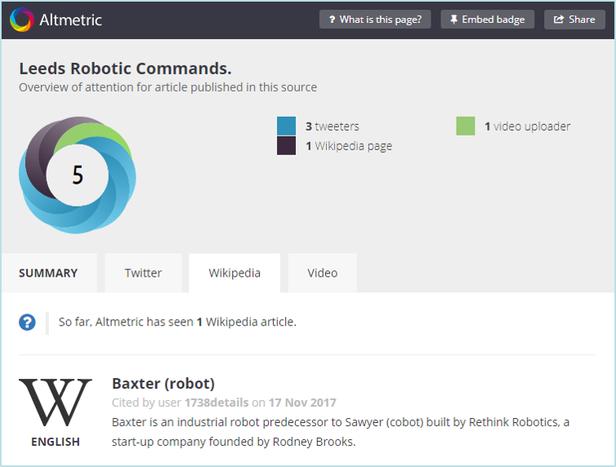 Altmetric
? What is this page?
Embed badge
Share
Leeds Robotic Commands.
Overview of attention for article published in this source
5
3 tweeters
1 Wikipedia page
1 video uploader
SUMMARY
Twitter
Wikipedia
Video
? So far, Altmetric has seen 1 Wikipedia article.
W
ENGLISH
Baxter (robot)
Cited by user 1738details on 17 Nov 2017
Baxter is an industrial robot predecessor to Sawyer (cobot) built by Rethink Robotics, a
start-up company founded by Rodney Brooks.